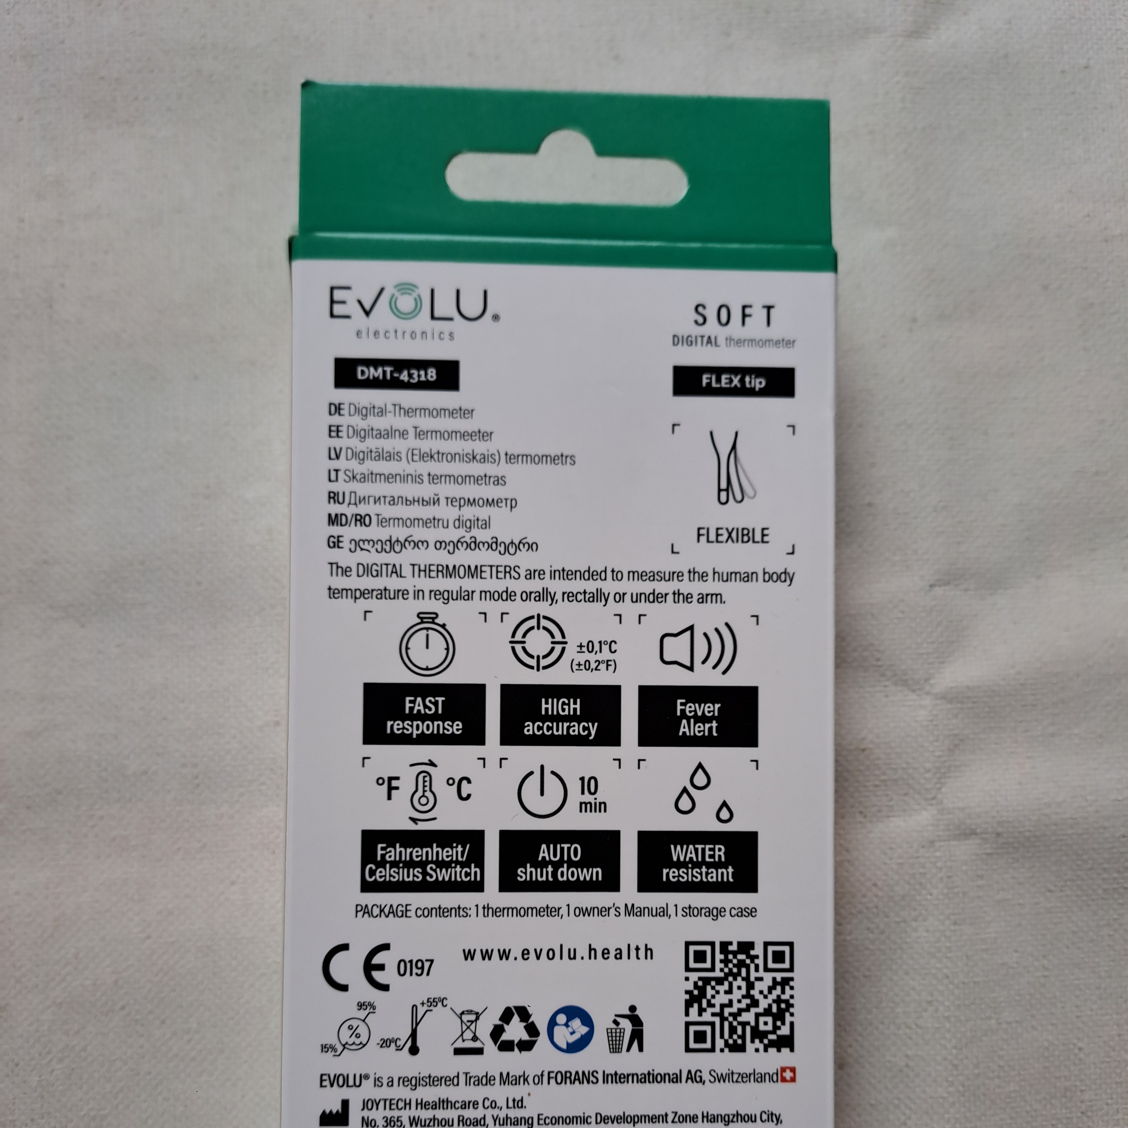 EVOLU®
electronics
SOFT
DIGITAL thermometer
DMT-4318
FLEX tip
DE Digital-Thermometer
EE Digitaalne Termomeeter
LV Digitālais (Elektroniskais) termometrs
LT Skaitmeninis termometras
RU Дигитальный термометр
MD/RO Termometru digital
GE ელექტრო თერმომეტრი
FLEXIBLE
The DIGITAL THERMOMETERS are intended to measure the human body
temperature in regular mode orally, rectally or under the arm.
±0,1°C
(±0,2°F)
FAST
response
HIGH
accuracy
Fever
Alert
°F °C
10
min
Fahrenheit/
Celsius Switch
AUTO
shut down
WATER
resistant
PACKAGE contents: 1 thermometer, 1 owner's Manual, 1 storage case
CE 0197
www.evolu.health
95%
%
15%
+55°C
-20°C
EVOLU® is a registered Trade Mark of FORANS International AG, Switzerland
JOYTECH Healthcare Co., Ltd.
No. 365, Wuzhou Road, Yuhang Economic Development Zone Hangzhou City,